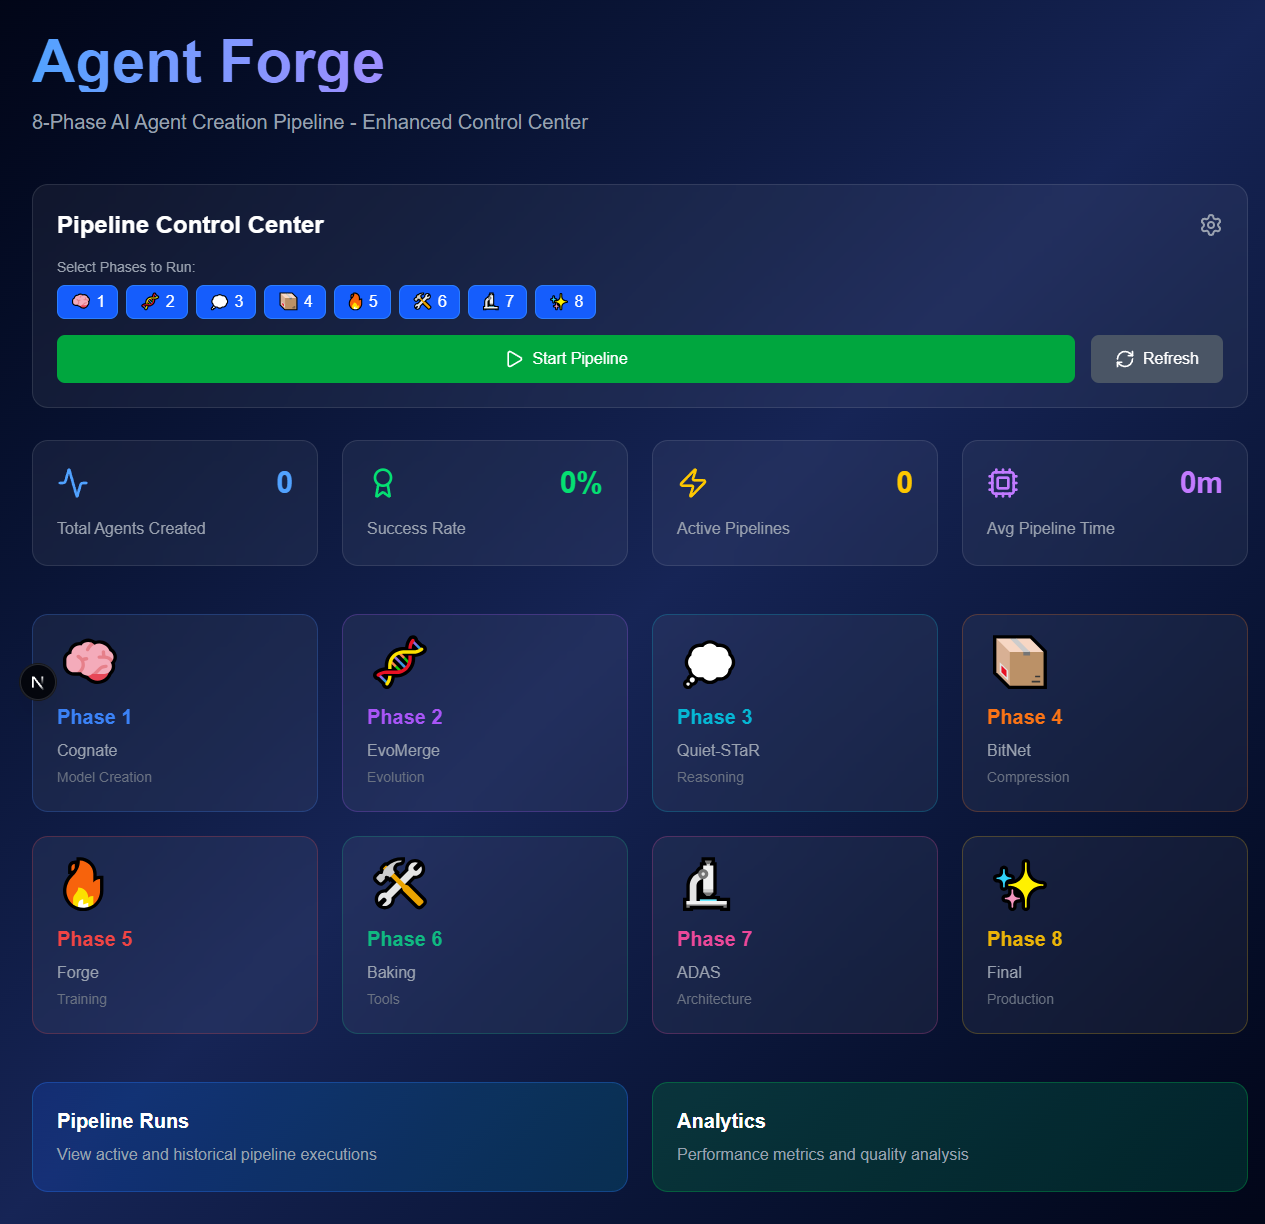 Agent Forge
8-Phase AI Agent Creation Pipeline - Enhanced Control Center
Pipeline Control Center
Select Phases to Run:
🧠 1 🧬 2 💭 3 📦 4 🔥 5 🛠️ 6 🔬 7 ✨ 8
Start Pipeline
Refresh
0
Total Agents Created
0%
Success Rate
0
Active Pipelines
0m
Avg Pipeline Time
N
Phase 1
Cognate
Model Creation
Phase 2
EvoMerge
Evolution
Phase 3
Quiet-STaR
Reasoning
Phase 4
BitNet
Compression
Phase 5
Forge
Training
Phase 6
Baking
Tools
Phase 7
ADAS
Architecture
Phase 8
Final
Production
Pipeline Runs
View active and historical pipeline executions
Analytics
Performance metrics and quality analysis